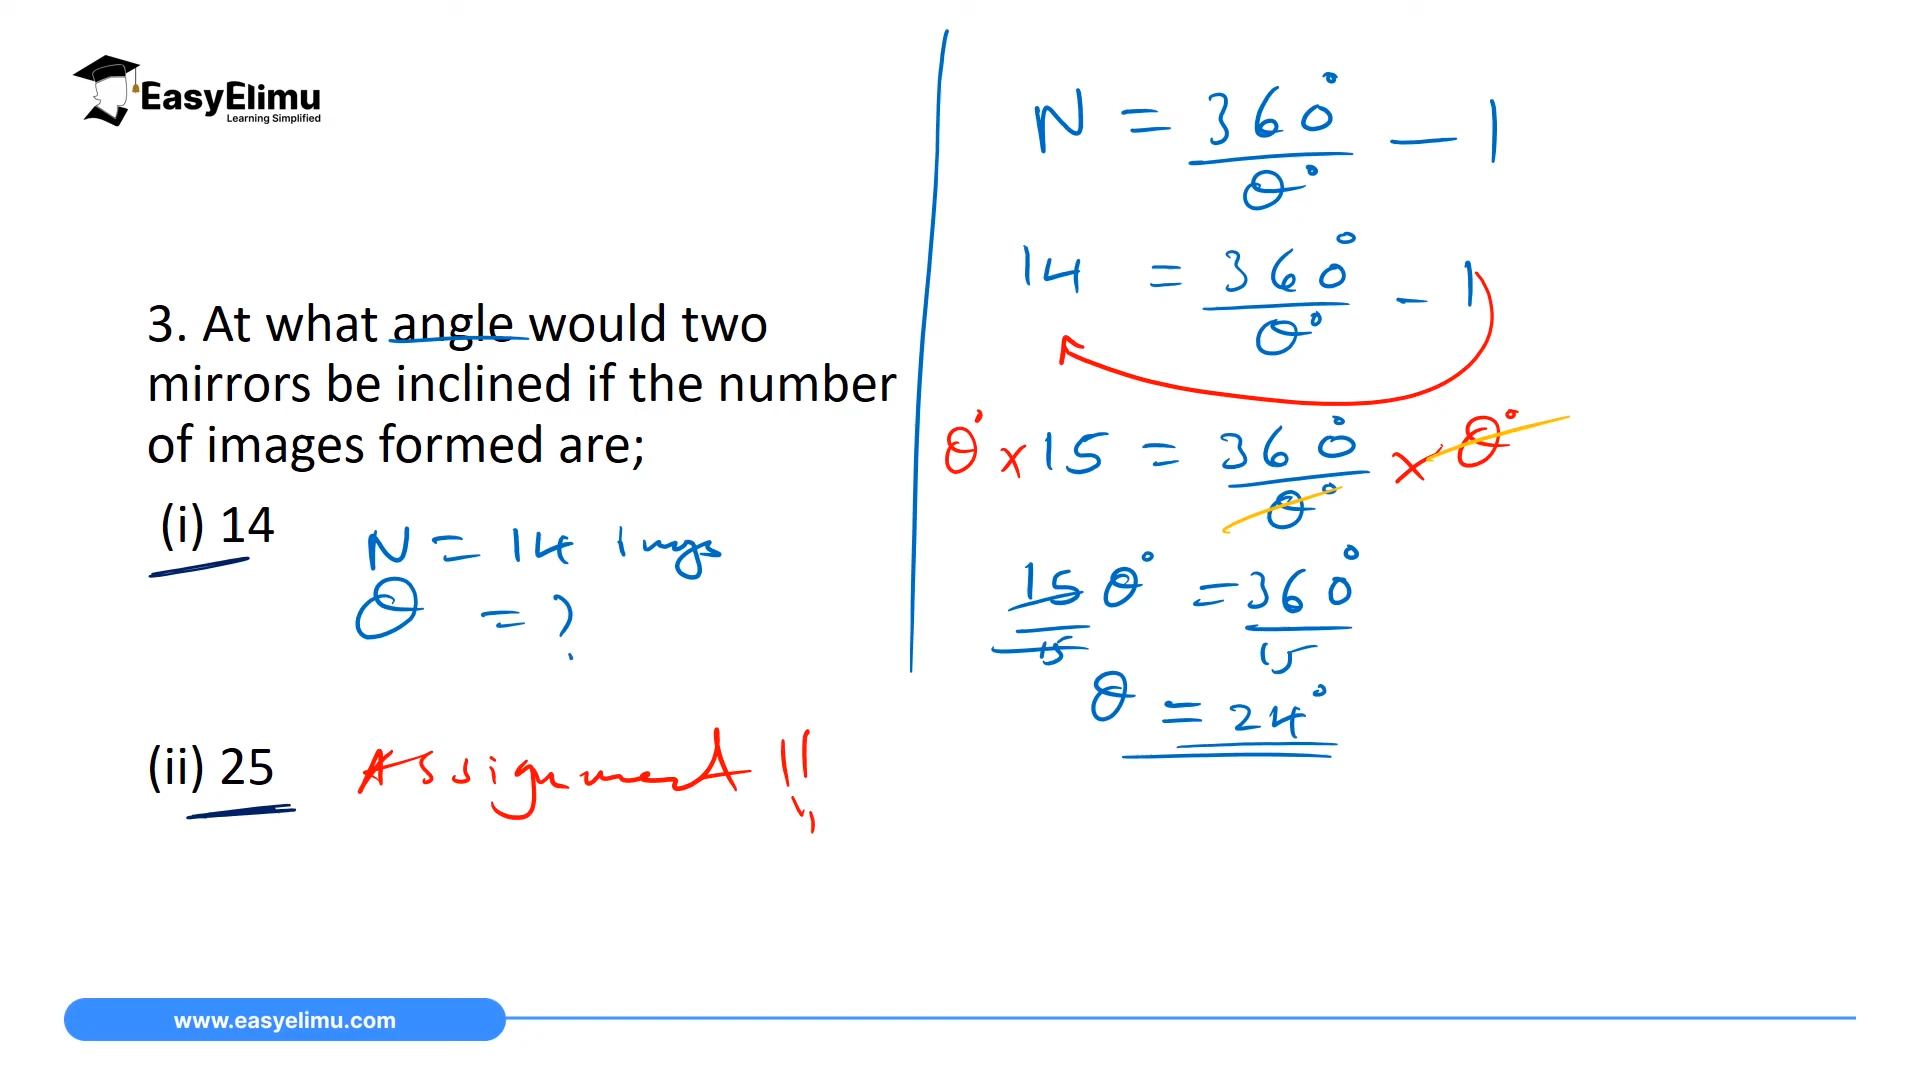 EasyElimu
Learning Simplified
3. At what angle would two
mirrors be inclined if the number
of images formed are;
(i) 14
N = 14 imgs
θ = ?
(ii) 25
Assignment !!
N = 360° / θ° − 1
14 = 360° / θ° − 1
θ° × 15 = 360° / θ° × θ°
15 θ° / 15 = 360° / 15
θ = 24°
www.easyelimu.com